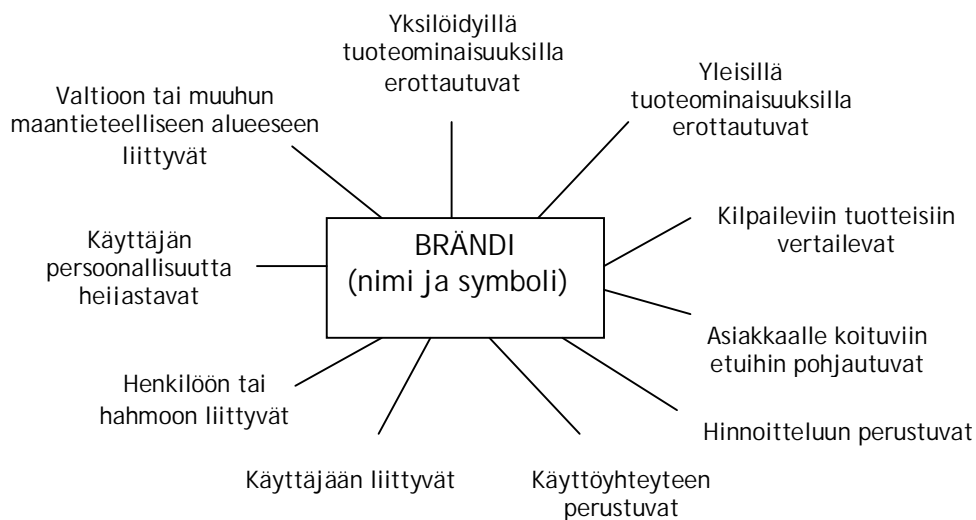 Yksilöidyillä
tuoteominaisuuksilla
erottautuvat
Yleisillä
tuoteominaisuuksilla
erottautuvat
Valtioon tai muuhun
maantieteelliseen alueeseen
liittyvät
Kilpaileviin tuotteisiin
vertailevat
BRÄNDI
(nimi ja symboli)
Käyttäjän
persoonallisuutta
heijastavat
Asiakkaalle koituviin
etuihin pohjautuvat
Henkilöön tai
hahmoon liittyvät
Hinnoitteluun perustuvat
Käyttäjään liittyvät
Käyttöyhteyteen
perustuvat